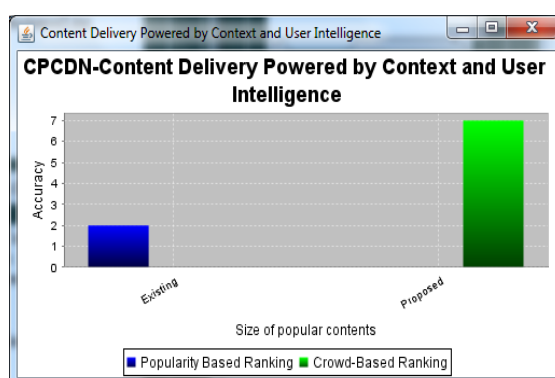 Content Delivery Powered by Context and User Intelligence
CPCDN-Content Delivery Powered by Context and User
Intelligence
7
6
5
4
3
2
1
0
Accuracy
Existing
Proposed
Size of popular contents
Popularity Based Ranking Crowd-Based Ranking